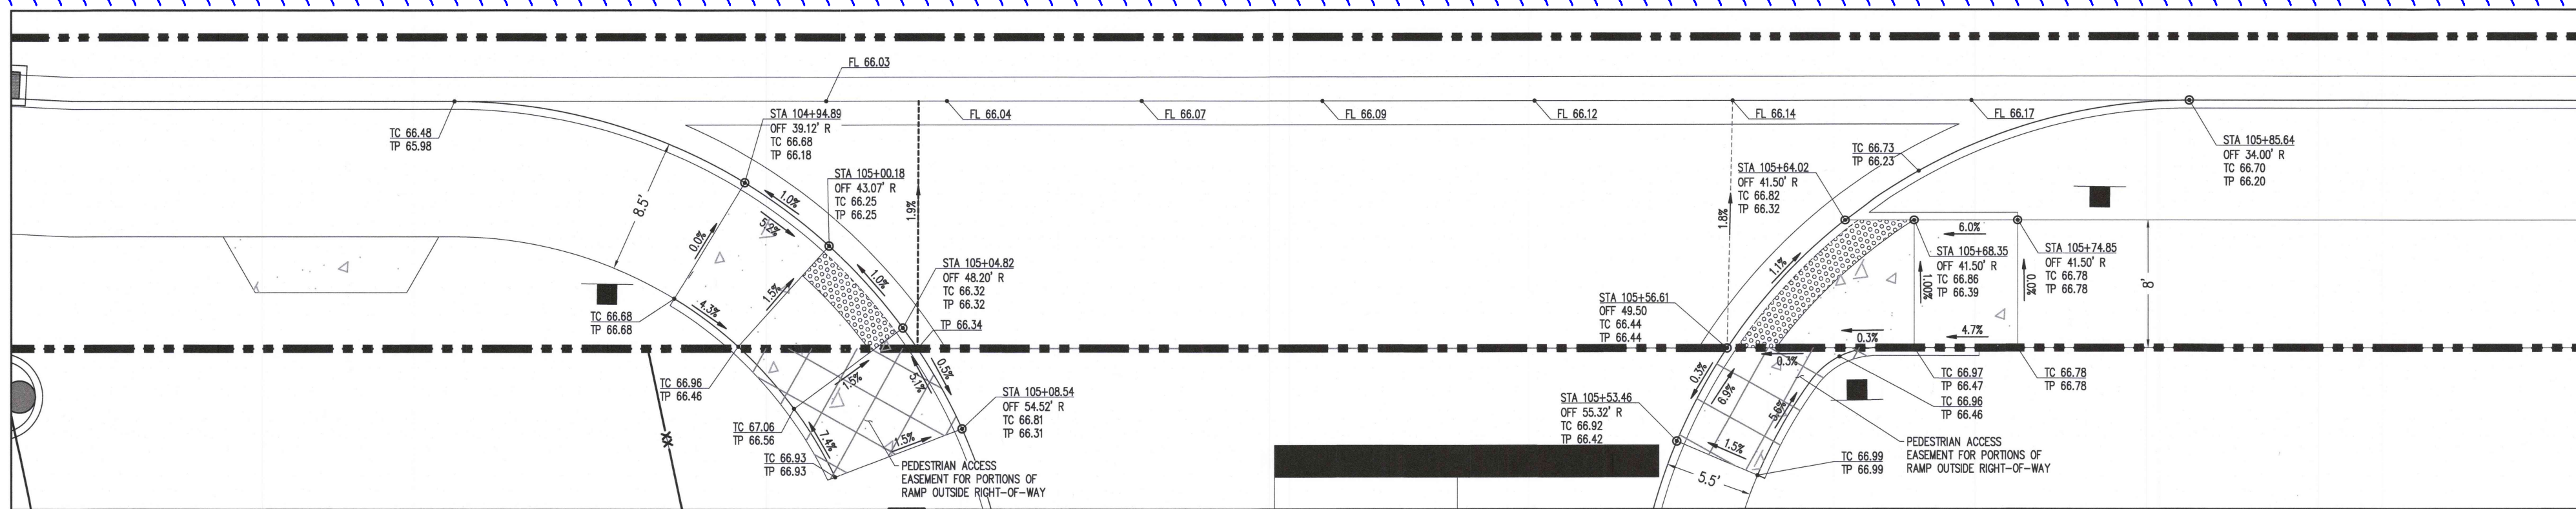 FL 66.03
FL 66.04
FL 66.07
FL 66.09
FL 66.12
FL 66.14
FL 66.17
TC 66.48
TP 65.98
STA 104+94.89
OFF 39.12' R
TC 66.68
TP 66.18
STA 105+00.18
OFF 43.07' R
TC 66.25
TP 66.25
8.5'
1.0%
5.2%
0.0%
1.9%
1.0%
1.5%
4.3%
STA 105+04.82
OFF 48.20' R
TC 66.32
TP 66.32
TP 66.34
TC 66.68
TP 66.68
TC 66.96
TP 66.46
1.5%
5.1%
0.5%
STA 105+08.54
OFF 54.52' R
TC 66.81
TP 66.31
TC 67.06
TP 66.56
7.4%
1.5%
TC 66.93
TP 66.93
XX
PEDESTRIAN ACCESS
EASEMENT FOR PORTIONS OF
RAMP OUTSIDE RIGHT-OF-WAY
TC 66.73
TP 66.23
STA 105+64.02
OFF 41.50' R
TC 66.82
TP 66.32
1.8%
1.1%
STA 105+85.64
OFF 34.00' R
TC 66.70
TP 66.20
6.0%
STA 105+68.35
OFF 41.50' R
TC 66.86
TP 66.39
STA 105+74.85
OFF 41.50' R
TC 66.78
TP 66.78
1.00%
0.0%
8'
STA 105+56.61
OFF 49.50
TC 66.44
TP 66.44
0.3%
4.7%
0.3%
0.3%
6.9%
5.6%
1.5%
TC 66.97
TP 66.47
TC 66.78
TP 66.78
TC 66.96
TP 66.46
STA 105+53.46
OFF 55.32' R
TC 66.92
TP 66.42
5.5'
TC 66.99
TP 66.99
PEDESTRIAN ACCESS
EASEMENT FOR PORTIONS OF
RAMP OUTSIDE RIGHT-OF-WAY